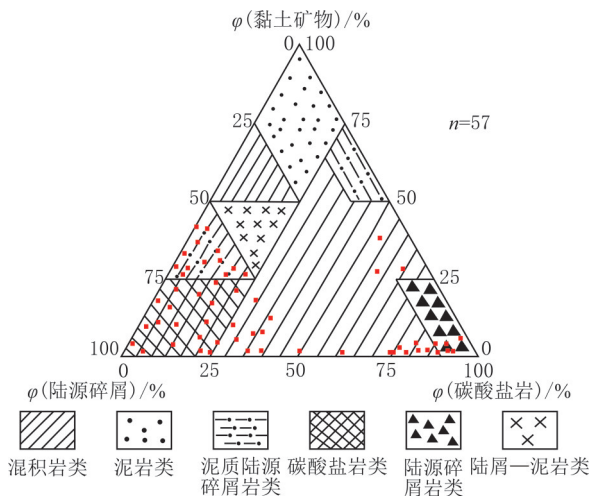 φ(黏土矿物)/%
0 100
25 75
n=57
50 50
75 25
100 0
0 25 50 75 100
φ(陆源碎屑)/% φ(碳酸盐岩)/%
混积岩类 泥岩类 泥质陆源碎屑岩类 碳酸盐岩类 陆源碎屑岩类 陆屑—泥岩类